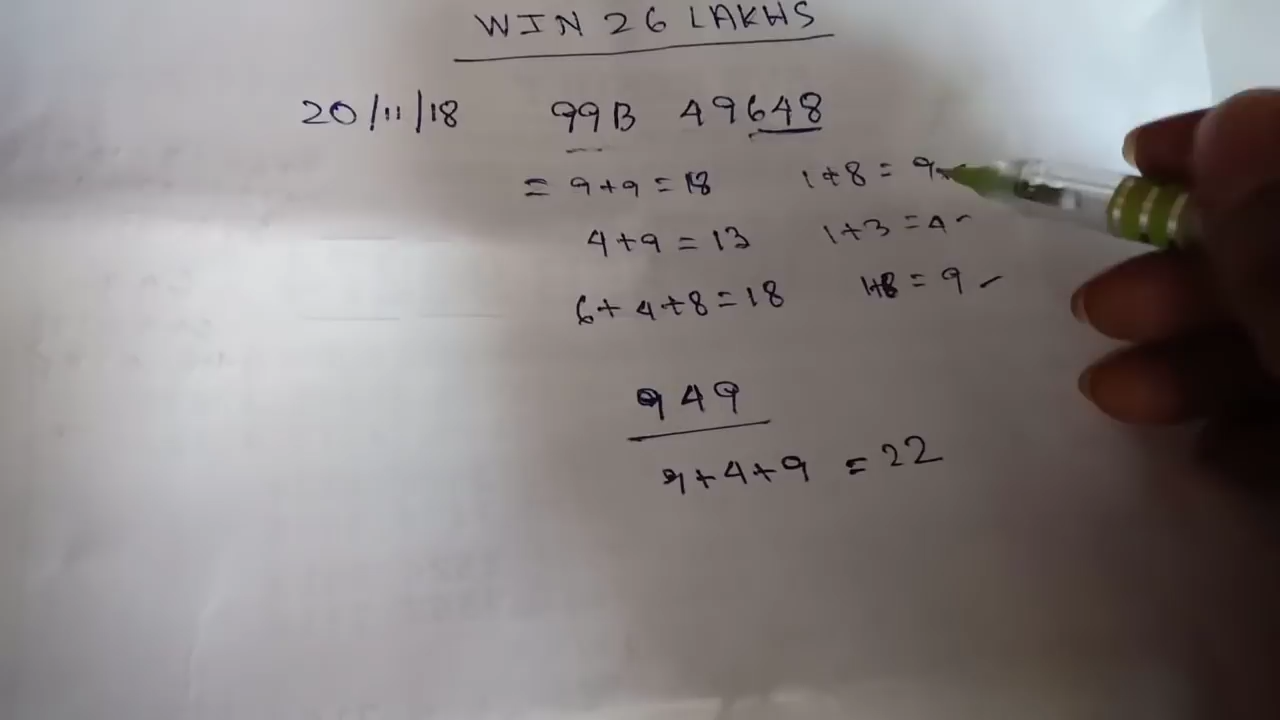 WIN 26 LAKHS
20/11/18 99B 49648
= 9+9=18 1+8= 9
4+9 = 13 1+3=4
6+4+8=18 1+8 = 9
949
9+4+9 =22